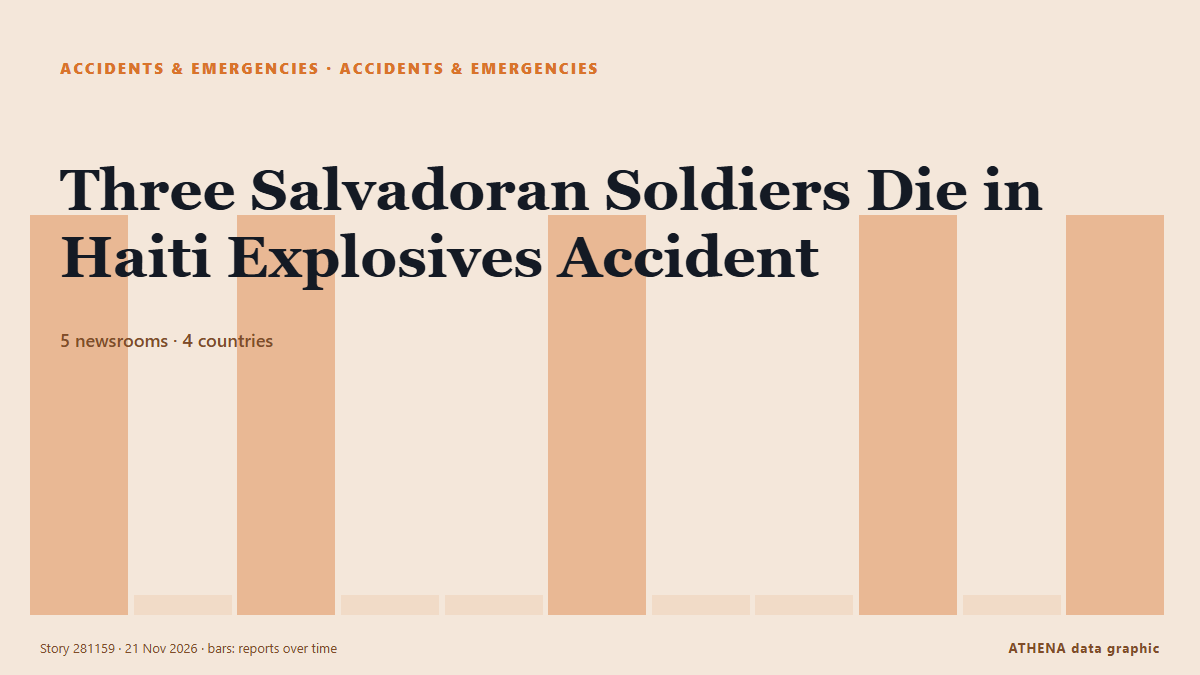 ACCIDENTS & EMERGENCIES · ACCIDENTS & EMERGENCIES
Three Salvadoran Soldiers Die in
Haiti Explosives Accident
5 newsrooms · 4 countries
Story 281159 · 21 Nov 2026 · bars: reports over time
ATHENA data graphic